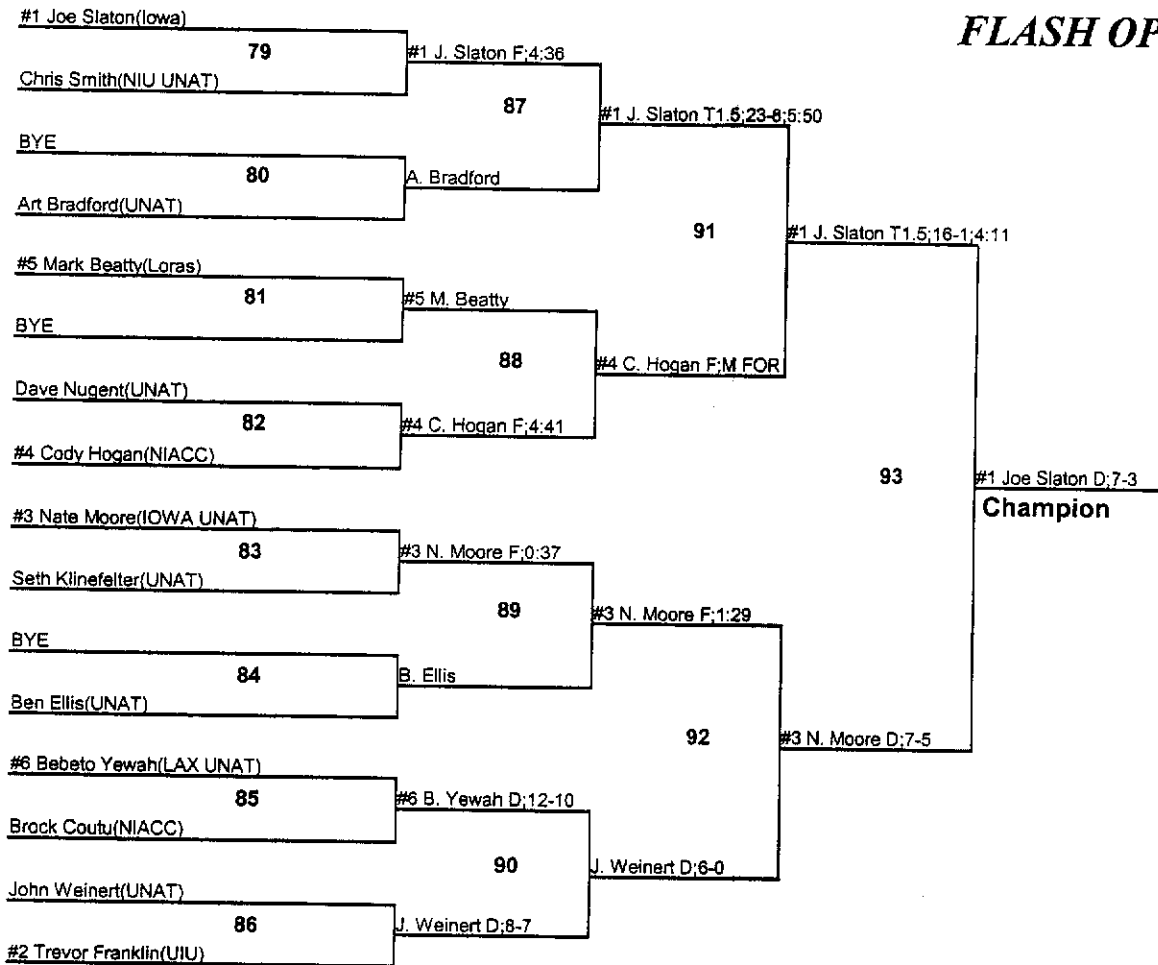 FLASH OP
#1 Joe Slaton(Iowa)
79
Chris Smith(NIU UNAT)
BYE
80
Art Bradford(UNAT)
#5 Mark Beatty(Loras)
81
BYE
Dave Nugent(UNAT)
82
#4 Cody Hogan(NIACC)
#3 Nate Moore(IOWA UNAT)
83
Seth Klinefelter(UNAT)
BYE
84
Ben Ellis(UNAT)
#6 Bebeto Yewah(LAX UNAT)
85
Brock Coutu(NIACC)
John Weinert(UNAT)
86
#2 Trevor Franklin(UIU)
#1 J. Slaton F;4:36
87
A. Bradford
#5 M. Beatty
88
#4 C. Hogan F;4:41
#3 N. Moore F;0:37
89
B. Ellis
#6 B. Yewah D;12-10
90
J. Weinert D;8-7
#1 J. Slaton T1.5;23-8;5:50
91
#4 C. Hogan F;M FOR
#3 N. Moore F;1:29
92
J. Weinert D;6-0
#1 J. Slaton T1.5;16-1;4:11
93
#3 N. Moore D;7-5
#1 Joe Slaton D;7-3
Champion